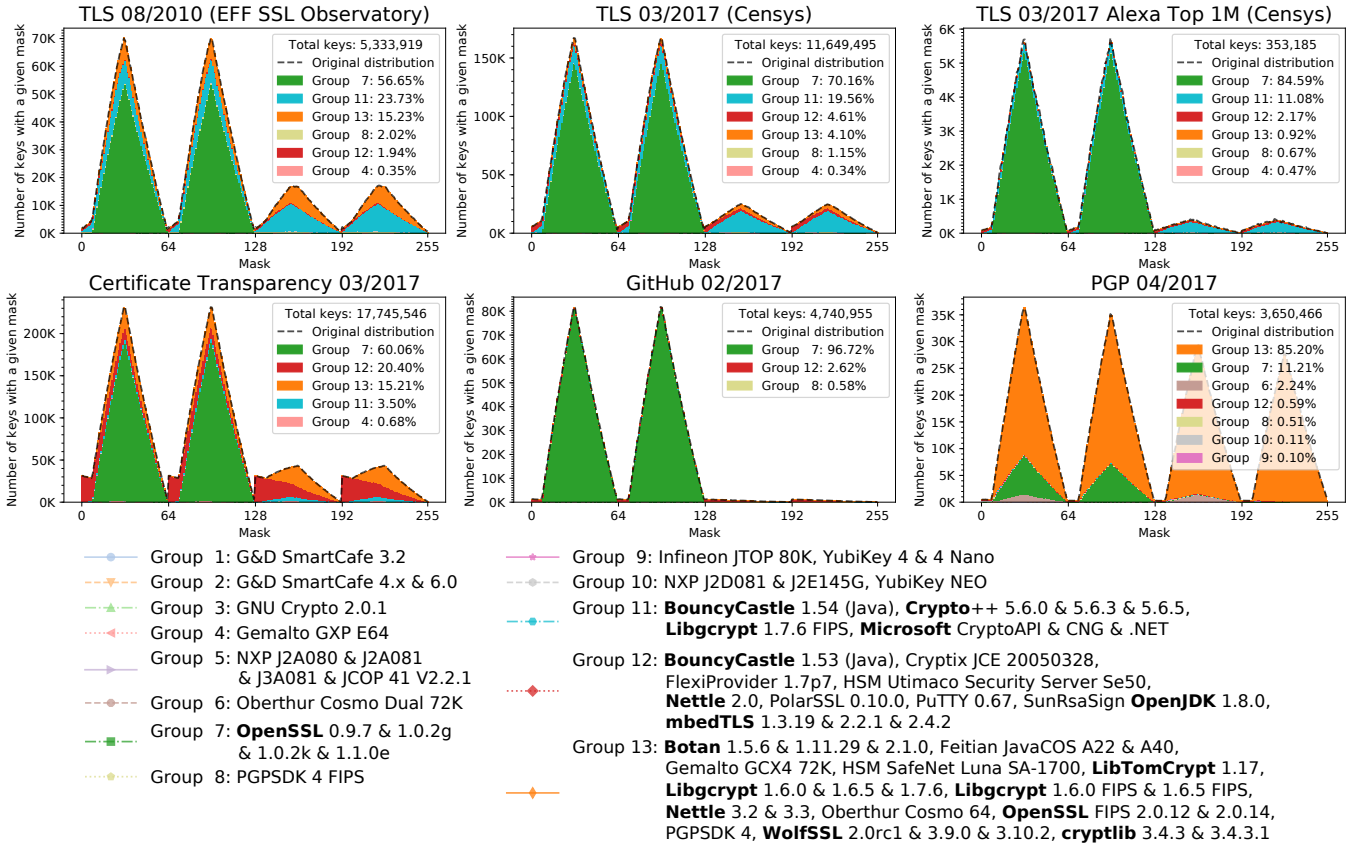 TLS 08/2010 (EFF SSL Observatory)
Number of keys with a given mask
70K
60K
50K
40K
30K
20K
10K
0K
Total keys: 5,333,919
Original distribution
Group 7: 56.65%
Group 11: 23.73%
Group 13: 15.23%
Group 8: 2.02%
Group 12: 1.94%
Group 4: 0.35%
0 64 128 192 255
Mask
TLS 03/2017 (Censys)
Number of keys with a given mask
150K
100K
50K
0K
Total keys: 11,649,495
Original distribution
Group 7: 70.16%
Group 11: 19.56%
Group 12: 4.61%
Group 13: 4.10%
Group 8: 1.15%
Group 4: 0.34%
0 64 128 192 255
Mask
TLS 03/2017 Alexa Top 1M (Censys)
Number of keys with a given mask
6K
5K
4K
3K
2K
1K
0K
Total keys: 353,185
Original distribution
Group 7: 84.59%
Group 11: 11.08%
Group 12: 2.17%
Group 13: 0.92%
Group 8: 0.67%
Group 4: 0.47%
0 64 128 192 255
Mask
Certificate Transparency 03/2017
Number of keys with a given mask
200K
150K
100K
50K
0K
Total keys: 17,745,546
Original distribution
Group 7: 60.06%
Group 12: 20.40%
Group 13: 15.21%
Group 11: 3.50%
Group 4: 0.68%
0 64 128 192 255
Mask
GitHub 02/2017
Number of keys with a given mask
80K
70K
60K
50K
40K
30K
20K
10K
0K
Total keys: 4,740,955
Original distribution
Group 7: 96.72%
Group 12: 2.62%
Group 8: 0.58%
0 64 128 192 255
Mask
PGP 04/2017
Number of keys with a given mask
35K
30K
25K
20K
15K
10K
5K
0K
Total keys: 3,650,466
Original distribution
Group 13: 85.20%
Group 7: 11.21%
Group 6: 2.24%
Group 12: 0.59%
Group 8: 0.51%
Group 10: 0.11%
Group 9: 0.10%
0 64 128 192 255
Mask
Group 1: G&D SmartCafe 3.2
Group 2: G&D SmartCafe 4.x & 6.0
Group 3: GNU Crypto 2.0.1
Group 4: Gemalto GXP E64
Group 5: NXP J2A080 & J2A081
& J3A081 & JCOP 41 V2.2.1
Group 6: Oberthur Cosmo Dual 72K
Group 7: OpenSSL 0.9.7 & 1.0.2g
& 1.0.2k & 1.1.0e
Group 8: PGPSDK 4 FIPS
Group 9: Infineon JTOP 80K, YubiKey 4 & 4 Nano
Group 10: NXP J2D081 & J2E145G, YubiKey NEO
Group 11: BouncyCastle 1.54 (Java), Crypto++ 5.6.0 & 5.6.3 & 5.6.5,
Libgcrypt 1.7.6 FIPS, Microsoft CryptoAPI & CNG & .NET
Group 12: BouncyCastle 1.53 (Java), Cryptix JCE 20050328,
FlexiProvider 1.7p7, HSM Utimaco Security Server Se50,
Nettle 2.0, PolarSSL 0.10.0, PuTTY 0.67, SunRsaSign OpenJDK 1.8.0,
mbedTLS 1.3.19 & 2.2.1 & 2.4.2
Group 13: Botan 1.5.6 & 1.11.29 & 2.1.0, Feitian JavaCOS A22 & A40,
Gemalto GCX4 72K, HSM SafeNet Luna SA-1700, LibTomCrypt 1.17,
Libgcrypt 1.6.0 & 1.6.5 & 1.7.6, Libgcrypt 1.6.0 FIPS & 1.6.5 FIPS,
Nettle 3.2 & 3.3, Oberthur Cosmo 64, OpenSSL FIPS 2.0.12 & 2.0.14,
PGPSDK 4, WolfSSL 2.0rc1 & 3.9.0 & 3.10.2, cryptlib 3.4.3 & 3.4.3.1